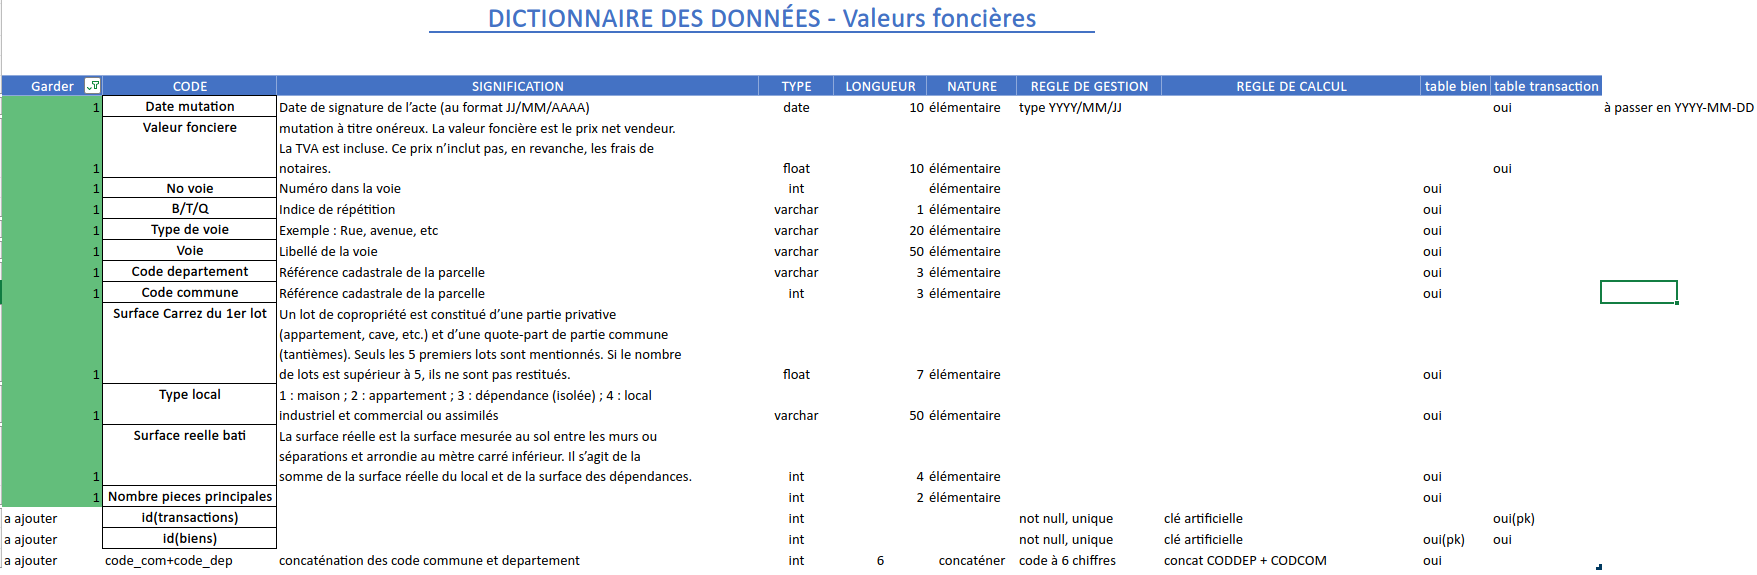 DICTIONNAIRE DES DONNÉES - Valeurs foncières
Garder CODE SIGNIFICATION TYPE LONGUEUR NATURE REGLE DE GESTION REGLE DE CALCUL table bien table transaction
1 Date mutation Date de signature de l’acte (au format JJ/MM/AAAA) date 10 élémentaire type YYYY/MM/JJ oui à passer en YYYY-MM-DD
Valeur fonciere mutation à titre onéreux. La valeur foncière est le prix net vendeur.
La TVA est incluse. Ce prix n’inclut pas, en revanche, les frais de
1 notaires. float 10 élémentaire oui
1 No voie Numéro dans la voie int élémentaire oui
1 B/T/Q Indice de répétition varchar 1 élémentaire oui
1 Type de voie Exemple : Rue, avenue, etc varchar 20 élémentaire oui
1 Voie Libellé de la voie varchar 50 élémentaire oui
1 Code departement Référence cadastrale de la parcelle varchar 3 élémentaire oui
1 Code commune Référence cadastrale de la parcelle int 3 élémentaire oui
Surface Carrez du 1er lot Un lot de copropriété est constitué d’une partie privative
(appartement, cave, etc.) et d’une quote-part de partie commune
(tantièmes). Seuls les 5 premiers lots sont mentionnés. Si le nombre
1 de lots est supérieur à 5, ils ne sont pas restitués. float 7 élémentaire oui
Type local 1 : maison ; 2 : appartement ; 3 : dépendance (isolée) ; 4 : local
1 industriel et commercial ou assimilés varchar 50 élémentaire oui
Surface reelle bati La surface réelle est la surface mesurée au sol entre les murs ou
séparations et arrondie au mètre carré inférieur. Il s’agit de la
1 somme de la surface réelle du local et de la surface des dépendances. int 4 élémentaire oui
1 Nombre pieces principales int 2 élémentaire oui
a ajouter id(transactions) int not null, unique clé artificielle oui(pk)
a ajouter id(biens) int not null, unique clé artificielle oui(pk) oui
a ajouter code_com+code_dep concaténation des code commune et departement int 6 concaténer code à 6 chiffres concat CODDEP + CODCOM oui